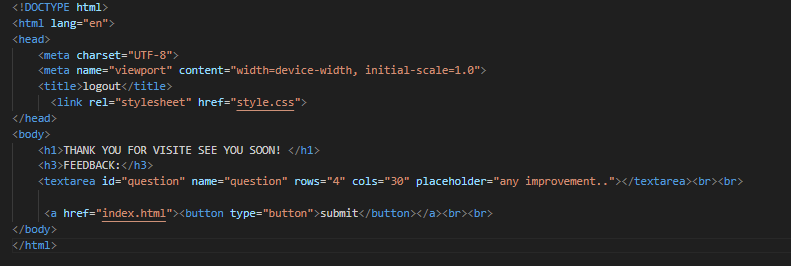 <!DOCTYPE html>
<html lang="en">
<head>
    <meta charset="UTF-8">
    <meta name="viewport" content="width=device-width, initial-scale=1.0">
    <title>logout</title>
      <link rel="stylesheet" href="style.css">
</head>
<body>
    <h1>THANK YOU FOR VISITE SEE YOU SOON! </h1>
    <h3>FEEDBACK:</h3>
    <textarea id="question" name="question" rows="4" cols="30" placeholder="any improvement.."></textarea><br><br>
     <a href="index.html"><button type="button">submit</button></a><br><br>
</body>
</html>